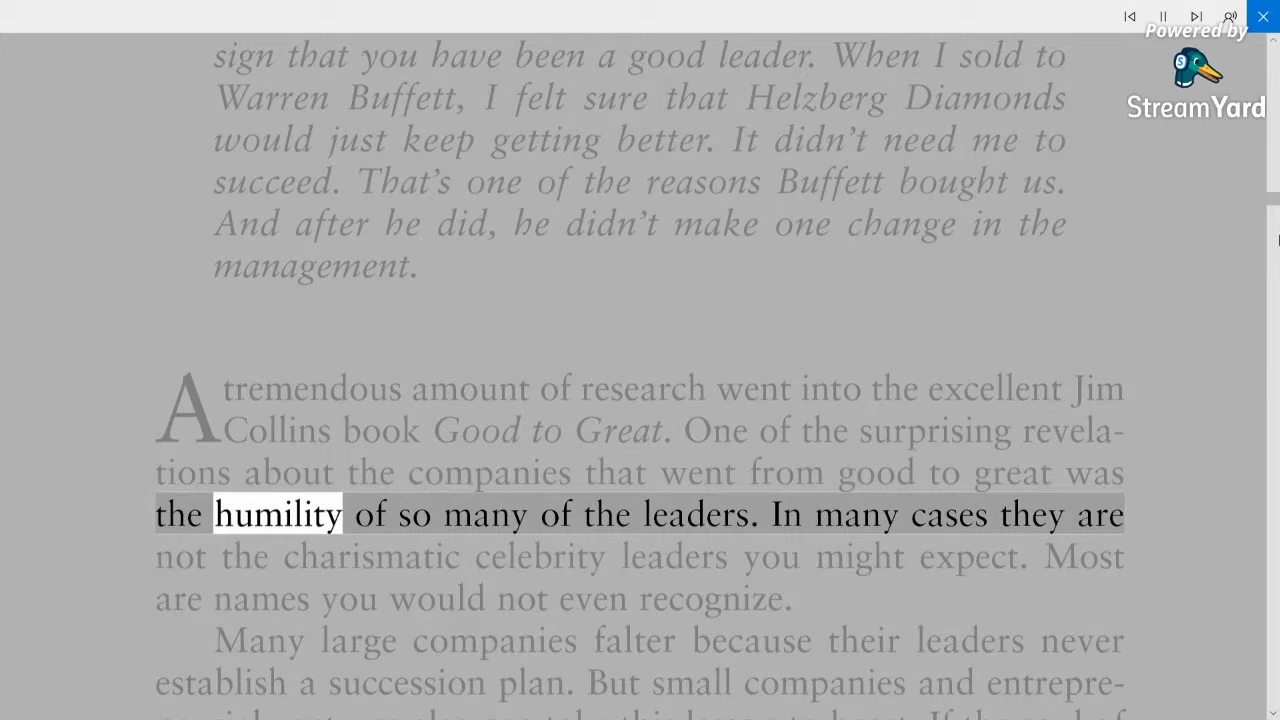 Powered by
StreamYard
sign that you have been a good leader. When I sold to
Warren Buffett, I felt sure that Helzberg Diamonds
would just keep getting better. It didn’t need me to
succeed. That’s one of the reasons Buffett bought us.
And after he did, he didn’t make one change in the
management.
A tremendous amount of research went into the excellent Jim
Collins book Good to Great. One of the surprising revela-
tions about the companies that went from good to great was
the humility of so many of the leaders. In many cases they are
not the charismatic celebrity leaders you might expect. Most
are names you would not even recognize.
Many large companies falter because their leaders never
establish a succession plan. But small companies and entrepre-